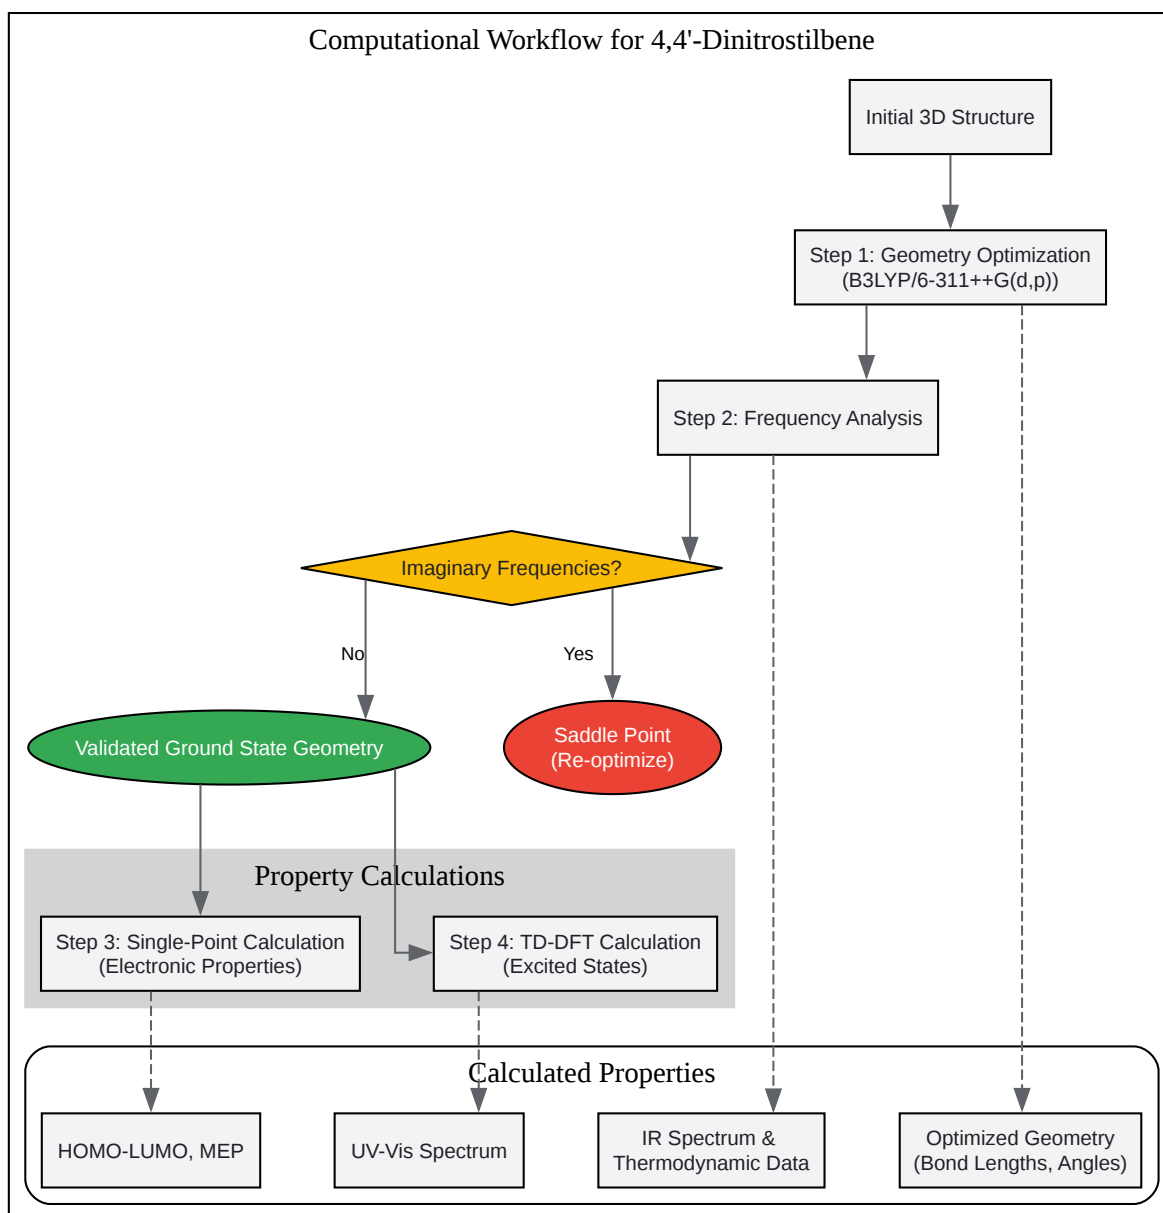 Computational Workflow for 4,4'-Dinitrostilbene
Initial 3D Structure
Step 1: Geometry Optimization
(B3LYP/6-311++G(d,p))
Step 2: Frequency Analysis
Imaginary Frequencies?
No
Yes
Validated Ground State Geometry
Saddle Point
(Re-optimize)
Property Calculations
Step 3: Single-Point Calculation
(Electronic Properties)
Step 4: TD-DFT Calculation
(Excited States)
Calculated Properties
HOMO-LUMO, MEP
UV-Vis Spectrum
IR Spectrum &
Thermodynamic Data
Optimized Geometry
(Bond Lengths, Angles)